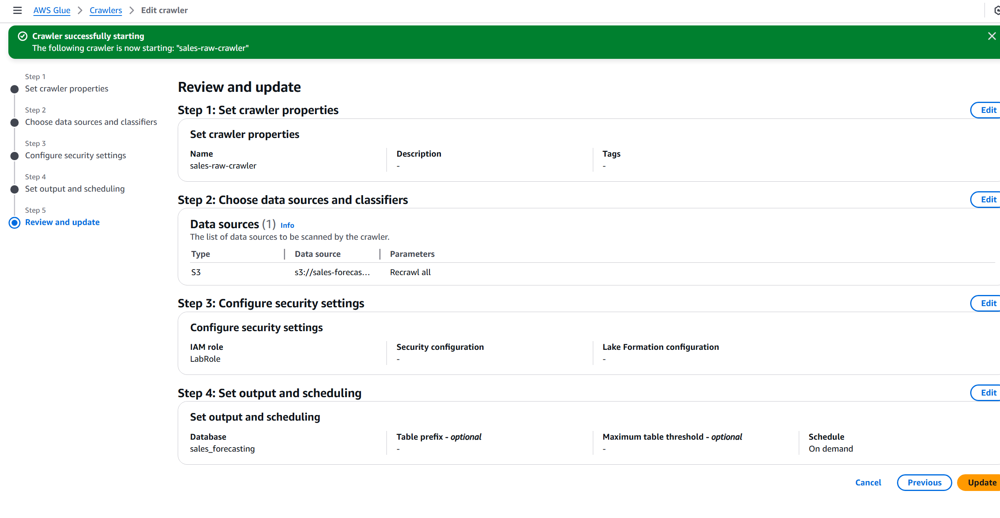 AWS Glue > Crawlers > Edit crawler
Crawler successfully starting
The following crawler is now starting: "sales-raw-crawler"
Step 1
Set crawler properties
Step 2
Choose data sources and classifiers
Step 3
Configure security settings
Step 4
Set output and scheduling
Step 5
Review and update
Review and update
Step 1: Set crawler properties
Edit
Set crawler properties
Name
sales-raw-crawler
Description
-
Tags
-
Step 2: Choose data sources and classifiers
Edit
Data sources (1) Info
The list of data sources to be scanned by the crawler.
Type Data source Parameters
S3 s3://sales-forecas... Recrawl all
Step 3: Configure security settings
Edit
Configure security settings
IAM role
LabRole
Security configuration
-
Lake Formation configuration
-
Step 4: Set output and scheduling
Edit
Set output and scheduling
Database
sales_forecasting
Table prefix - optional
-
Maximum table threshold - optional
-
Schedule
On demand
Cancel Previous Update